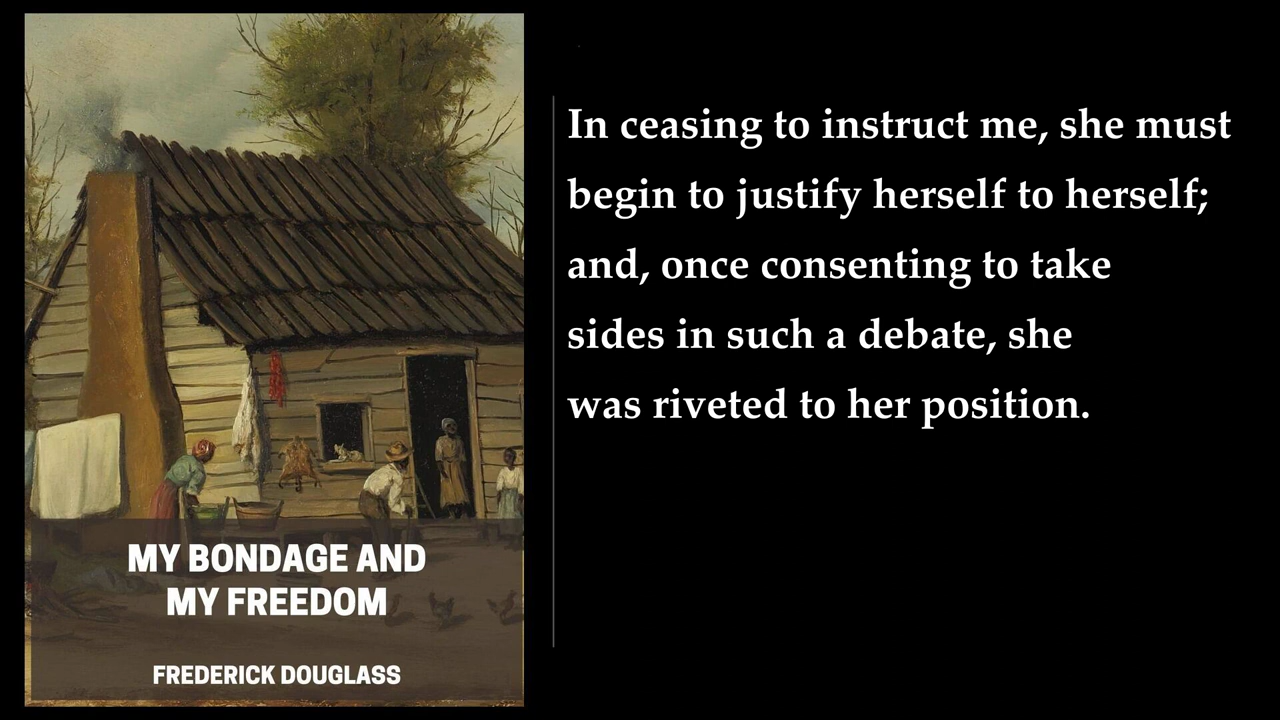 MY BONDAGE AND
MY FREEDOM
FREDERICK DOUGLASS
In ceasing to instruct me, she must
begin to justify herself to herself;
and, once consenting to take
sides in such a debate, she
was riveted to her position.